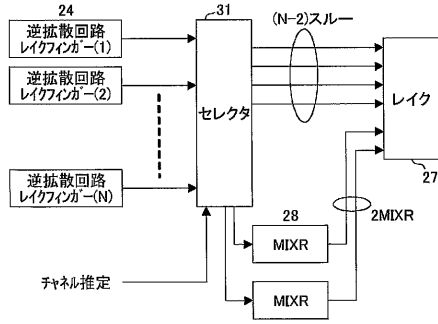 24
逆拡散回路
レイクフィンガー(1)
逆拡散回路
レイクフィンガー(2)
逆拡散回路
レイクフィンガー(N)
31
セレクタ
(N-2)スルー
レイク
27
28
MIXR
2MIXR
MIXR
チャネル推定